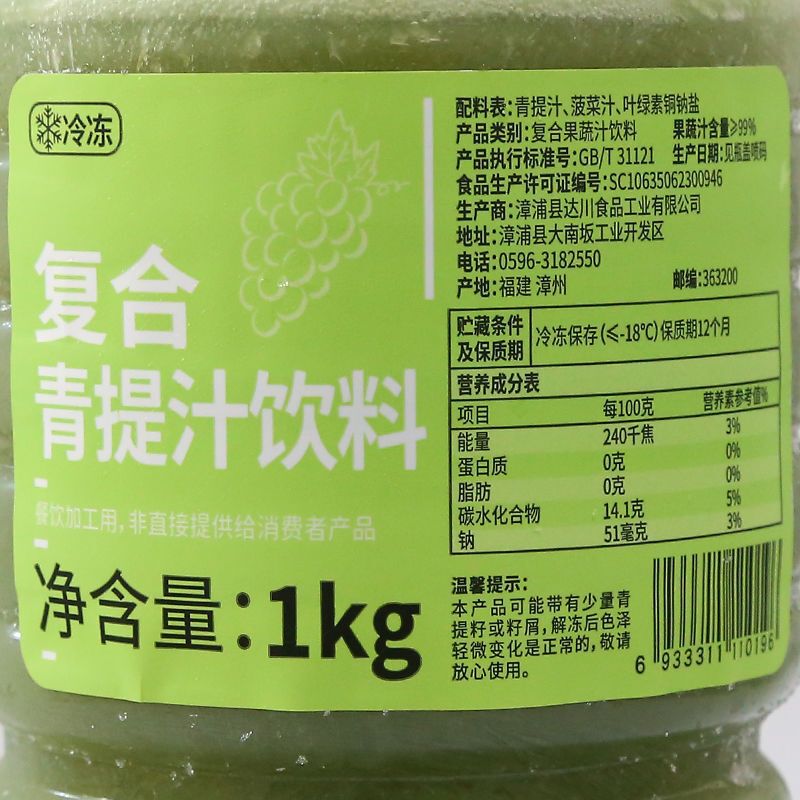 冷冻
复合
青提汁饮料
餐饮加工用,非直接提供给消费者产品
净含量:1kg
配料表:青提汁、菠菜汁、叶绿素铜钠盐
产品类别:复合果蔬汁饮料 果蔬汁含量≥99%
产品执行标准号:GB/T 31121 生产日期:见瓶盖喷码
食品生产许可证编号:SC10635062300946
生产商:漳浦县达川食品工业有限公司
地址:漳浦县大南坂工业开发区
电话:0596-3182550
产地:福建 漳州 邮编:363200
贮藏条件及保质期 冷冻保存(≤-18℃)保质期12个月
营养成分表
项目 每100克 营养素参考值%
能量 240千焦 3%
蛋白质 0克 0%
脂肪 0克 0%
碳水化合物 14.1克 5%
钠 51毫克 3%
温馨提示:
本产品可能带有少量青
提籽或籽屑,解冻后色泽
轻微变化是正常的,敬请
放心使用。
6 933311 110196